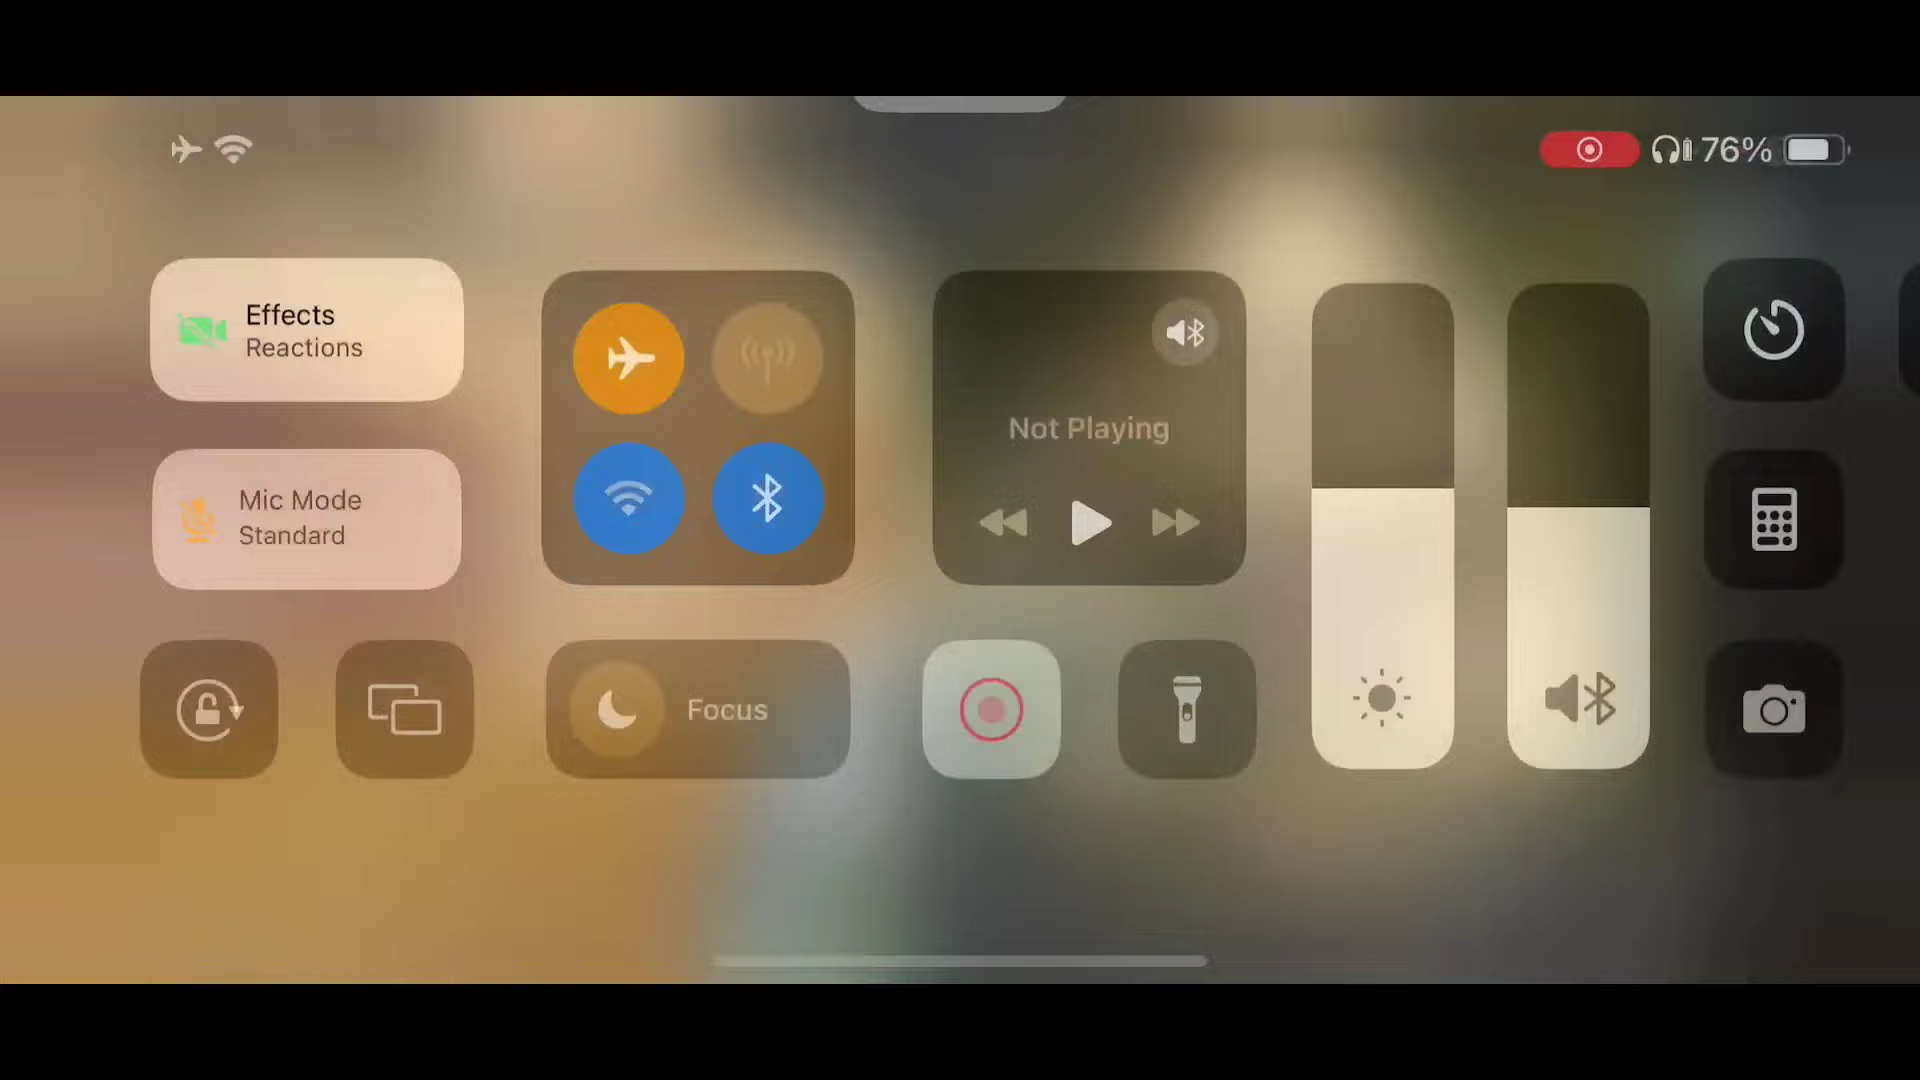 76%
Effects
Reactions
Not Playing
Mic Mode
Standard
Focus